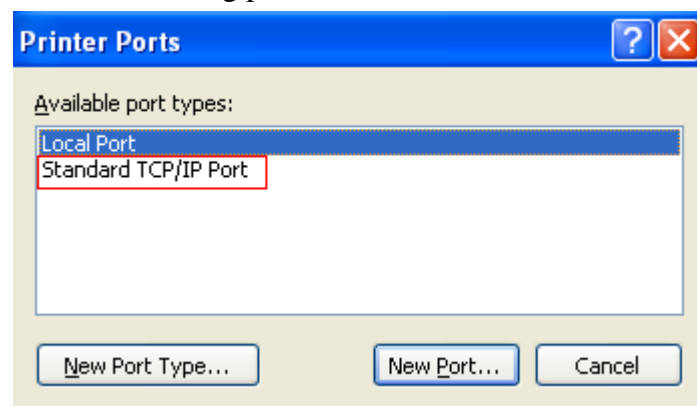 Printer Ports
Available port types:
Local Port
Standard TCP/IP Port
New Port Type...
New Port...
Cancel